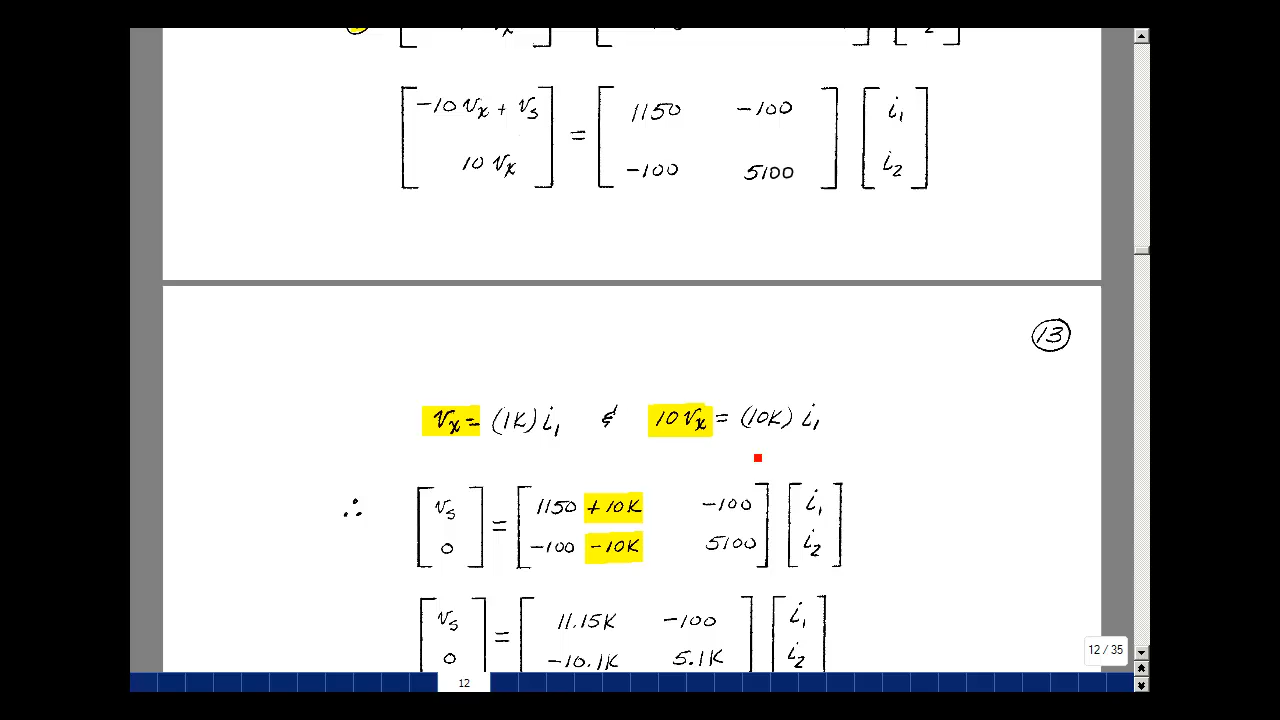 [-10 Vx + Vs] = [1150 -100] [i1]
[10 Vx] [-100 5100] [i2]
13
Vx = (1K) i1 & 10 Vx = (10K) i1
∴ [Vs] = [1150 +10K -100] [i1]
[0] [-100 -10K 5100] [i2]
[Vs] = [11.15K -100] [i1]
[0] [-10.1K 5.1K] [i2]
12 / 35
12